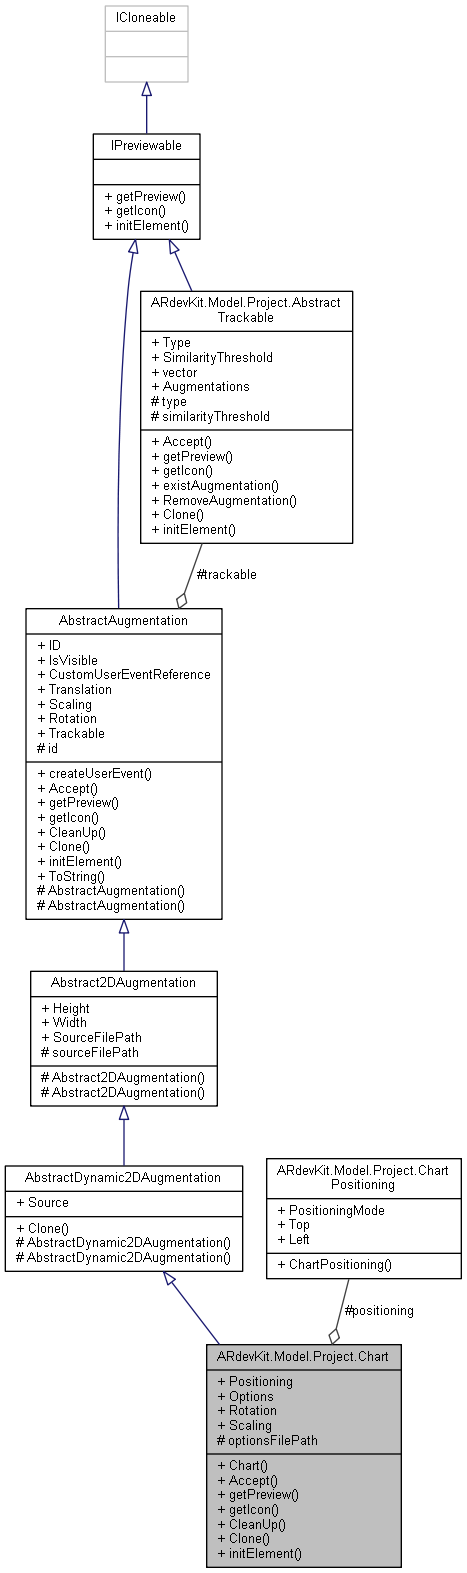 ICloneable
IPreviewable
+ getPreview()
+ getIcon()
+ initElement()
ARdevKit.Model.Project.Abstract
Trackable
+ Type
+ SimilarityThreshold
+ vector
+ Augmentations
# type
# similarityThreshold
+ Accept()
+ getPreview()
+ getIcon()
+ existAugmentation()
+ RemoveAugmentation()
+ Clone()
+ initElement()
#trackable
AbstractAugmentation
+ ID
+ IsVisible
+ CustomUserEventReference
+ Translation
+ Scaling
+ Rotation
+ Trackable
# id
+ createUserEvent()
+ Accept()
+ getPreview()
+ getIcon()
+ CleanUp()
+ Clone()
+ initElement()
+ ToString()
# AbstractAugmentation()
# AbstractAugmentation()
Abstract2DAugmentation
+ Height
+ Width
+ SourceFilePath
# sourceFilePath
# Abstract2DAugmentation()
# Abstract2DAugmentation()
AbstractDynamic2DAugmentation
+ Source
+ Clone()
# AbstractDynamic2DAugmentation()
# AbstractDynamic2DAugmentation()
ARdevKit.Model.Project.Chart
Positioning
+ PositioningMode
+ Top
+ Left
+ ChartPositioning()
#positioning
ARdevKit.Model.Project.Chart
+ Positioning
+ Options
+ Rotation
+ Scaling
# optionsFilePath
+ Chart()
+ Accept()
+ getPreview()
+ getIcon()
+ CleanUp()
+ Clone()
+ initElement()